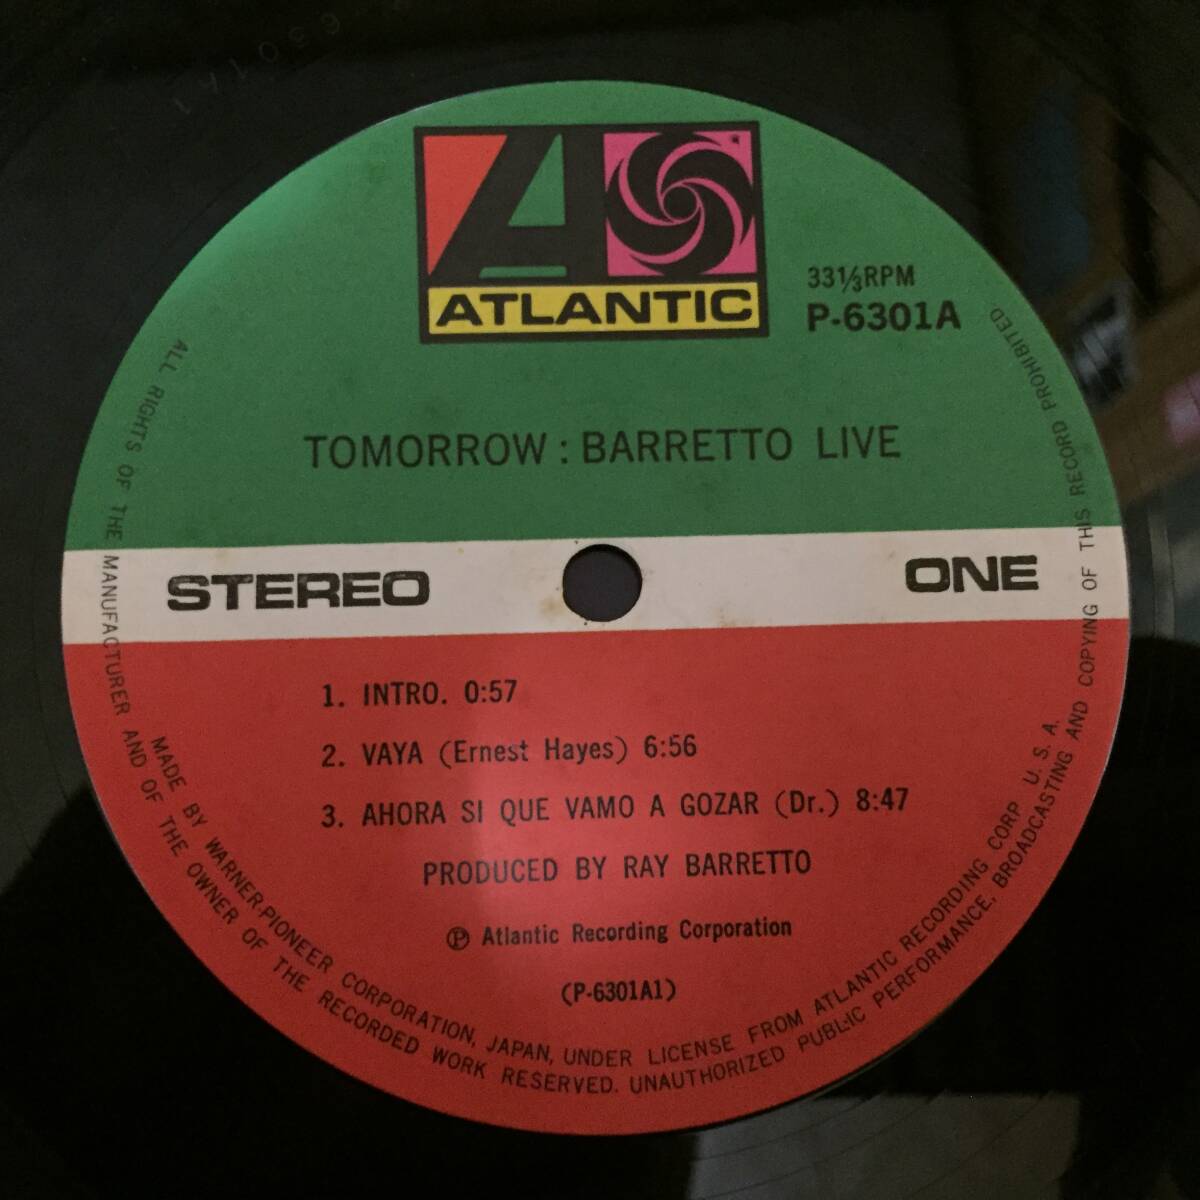 ATLANTIC
33⅓RPM
P-6301A
TOMORROW : BARRETTO LIVE
STEREO
ONE
1. INTRO. 0:57
2. VAYA (Ernest Hayes) 6:56
3. AHORA SI QUE VAMO A GOZAR (Dr.) 8:47
PRODUCED BY RAY BARRETTO
Ⓟ Atlantic Recording Corporation
(P-6301A1)
MADE BY WARNER-PIONEER CORPORATION, JAPAN, UNDER LICENSE FROM ATLANTIC RECORDING CORP. U. S. A.
ALL RIGHTS OF THE MANUFACTURER AND OF THE OWNER OF THE RECORDED WORK RESERVED. UNAUTHORIZED PUBLIC PERFORMANCE, BROADCASTING AND COPYING OF THIS RECORD PROHIBITED